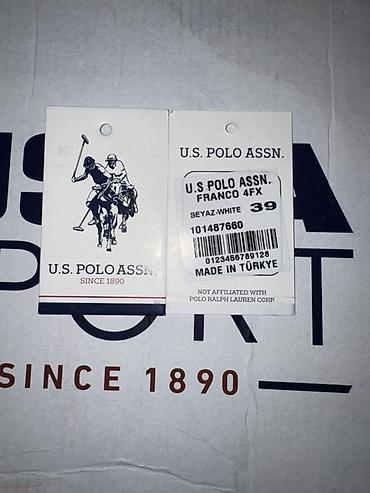 U.S. POLO ASSN.
SINCE 1890
U.S. POLO ASSN.
U.S POLO ASSN.
FRANCO 4FX
BEYAZ-WHITE 39
101487660
0123456789128
MADE IN TÜRKYE
NOT AFFILIATED WITH
POLO RALPH LAUREN CORP.
SINCE 1890